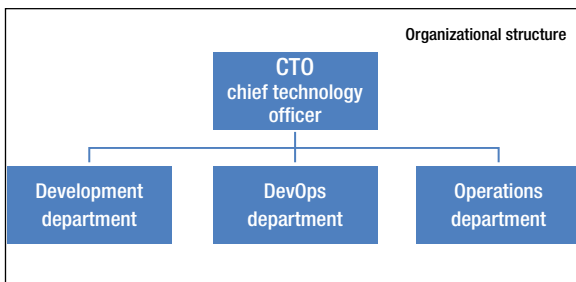 Organizational structure
CTO
chief technology
officer
Development
department
DevOps
department
Operations
department